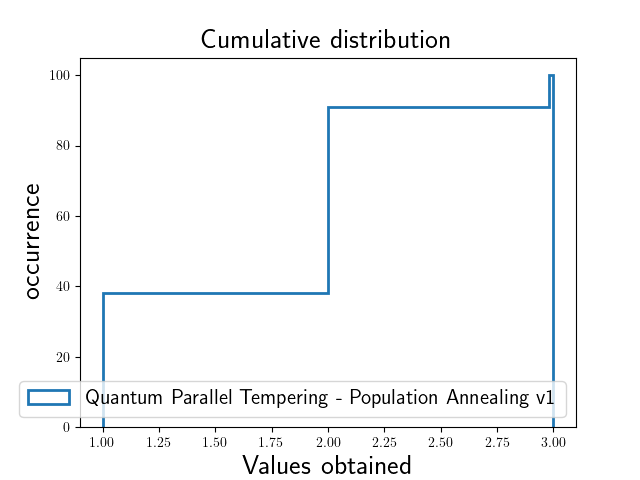 Cumulative distribution
occurrence
100
80
60
40
20
0
Quantum Parallel Tempering - Population Annealing v1
1.00 1.25 1.50 1.75 2.00 2.25 2.50 2.75 3.00
Values obtained